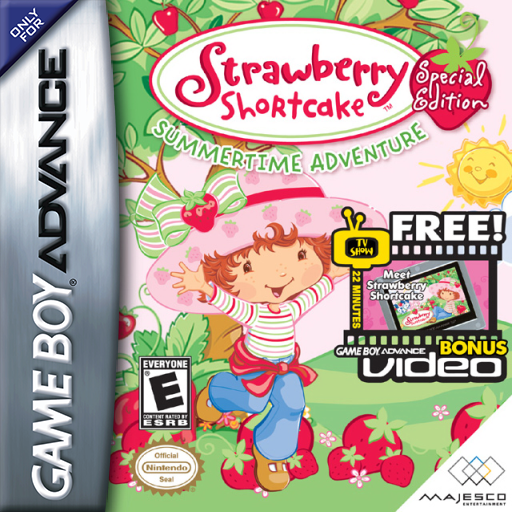 ONLY
FOR
GAME BOY ADVANCE
Strawberry
Shortcake™
Special
Edition
SUMMERTIME ADVENTURE
FREE!
TV
Show
22 MINUTES
Meet
Strawberry
Shortcake
GAME BOY ADVANCE BONUS
video
EVERYONE
E
CONTENT RATED BY
ESRB
Official
Nintendo
Seal
MAJESCO
ENTERTAINMENT